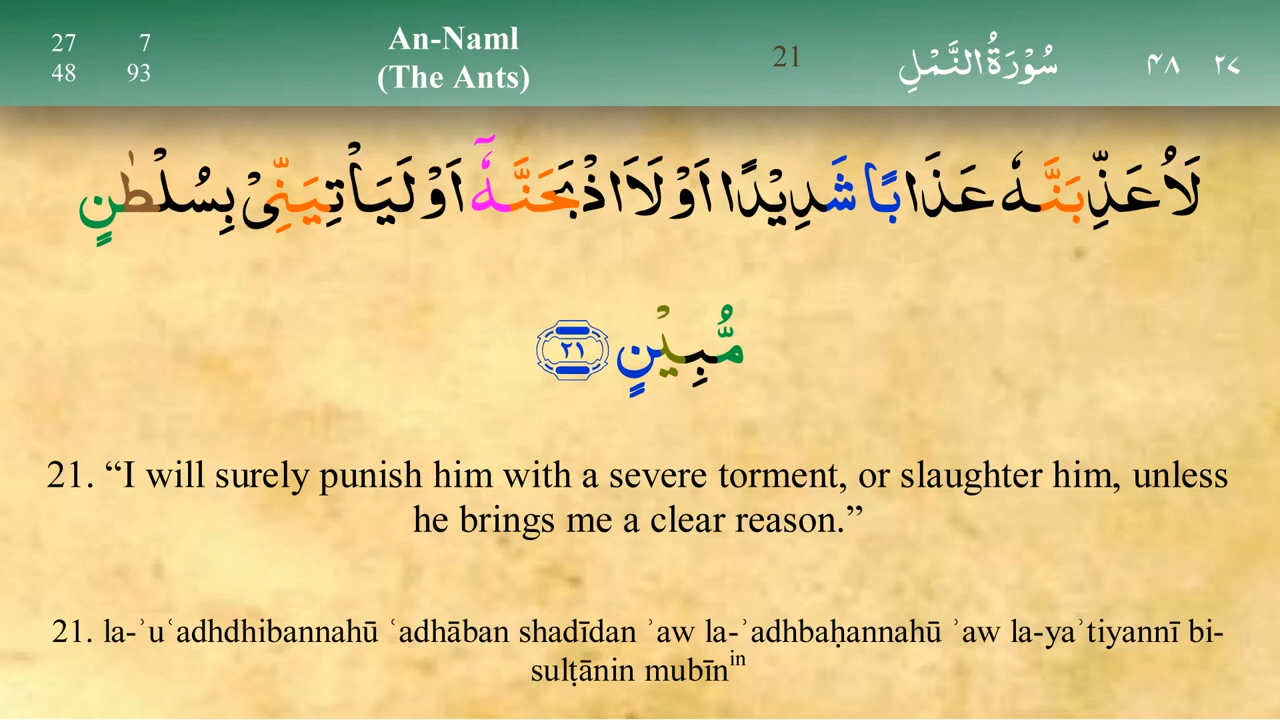 27 7
48 93
An-Naml
(The Ants)
21
سُوْرَةُ النَّمْلِ
٤٨ ٢٧
لَاُعَذِّبَنَّهٗ عَذَابًا شَدِيْدًا اَوْ لَاَاذْبَحَنَّهٗۤ اَوْ لَيَاْتِيَنِّىْ بِسُلْطٰنٍ
مُّبِيْنٍ ٢١
21. “I will surely punish him with a severe torment, or slaughter him, unless
he brings me a clear reason.”
21. la-ʾuʿadhdhibannahū ʿadhāban shadīdan ʾaw la-ʾadhbaḥannahū ʾaw la-yaʾtiyannī bi-
sulṭānin mubīnin